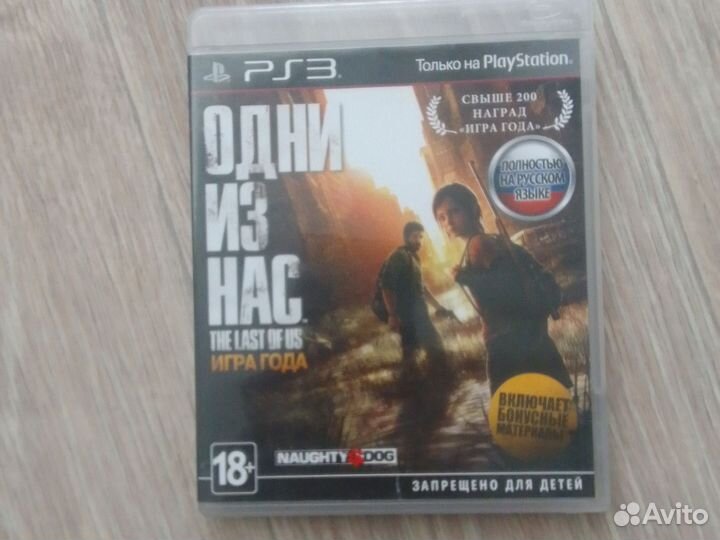 PS3
Только на PlayStation
СВЫШЕ 200
НАГРАД
«ИГРА ГОДА»
ПОЛНОСТЬЮ
НА РУССКОМ
ЯЗЫКЕ
ОДНИ
ИЗ
НАС
THE LAST OF US
ИГРА ГОДА
ВКЛЮЧАЕТ
БОНУСНЫЕ
МАТЕРИАЛЫ
18+
NAUGHTY DOG
ЗАПРЕЩЕНО ДЛЯ ДЕТЕЙ
Avito